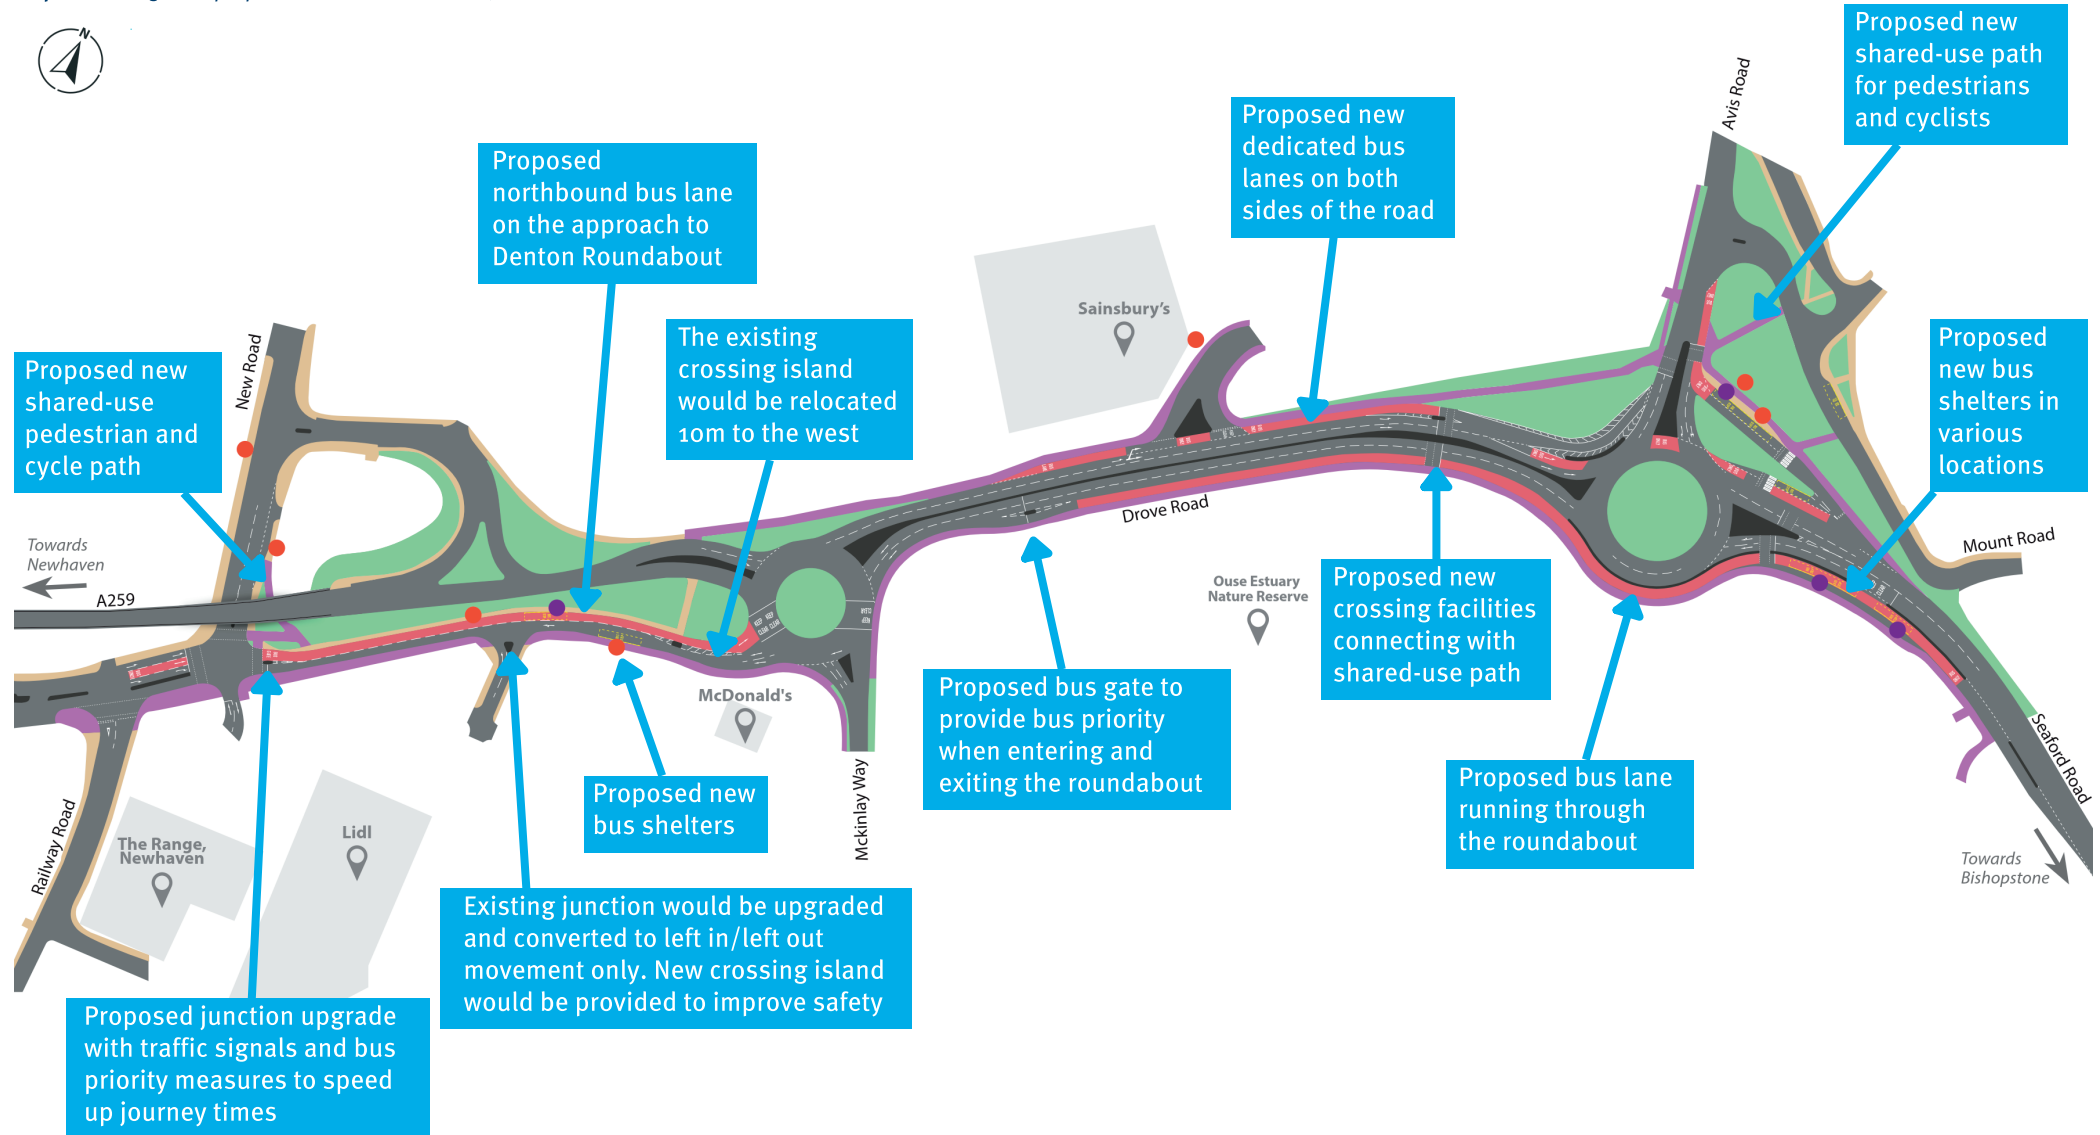 N
Proposed new
shared-use path
for pedestrians
and cyclists
Avis Road
Proposed new
dedicated bus
lanes on both
sides of the road
Proposed
northbound bus lane
on the approach to
Denton Roundabout
Sainsbury's
The existing
crossing island
would be relocated
10m to the west
Proposed
new bus
shelters in
various
locations
New Road
Proposed new
shared-use
pedestrian and
cycle path
Drove Road
Mount Road
Towards
Newhaven
A259
Ouse Estuary
Nature Reserve
Proposed new
crossing facilities
connecting with
shared-use path
McDonald's
Proposed bus gate to
provide bus priority
when entering and
exiting the roundabout
Seaford Road
Proposed bus lane
running through
the roundabout
Proposed new
bus shelters
Mckinlay Way
Railway Road
The Range,
Newhaven
Lidl
Towards
Bishopstone
Existing junction would be upgraded
and converted to left in/left out
movement only. New crossing island
would be provided to improve safety
Proposed junction upgrade
with traffic signals and bus
priority measures to speed
up journey times